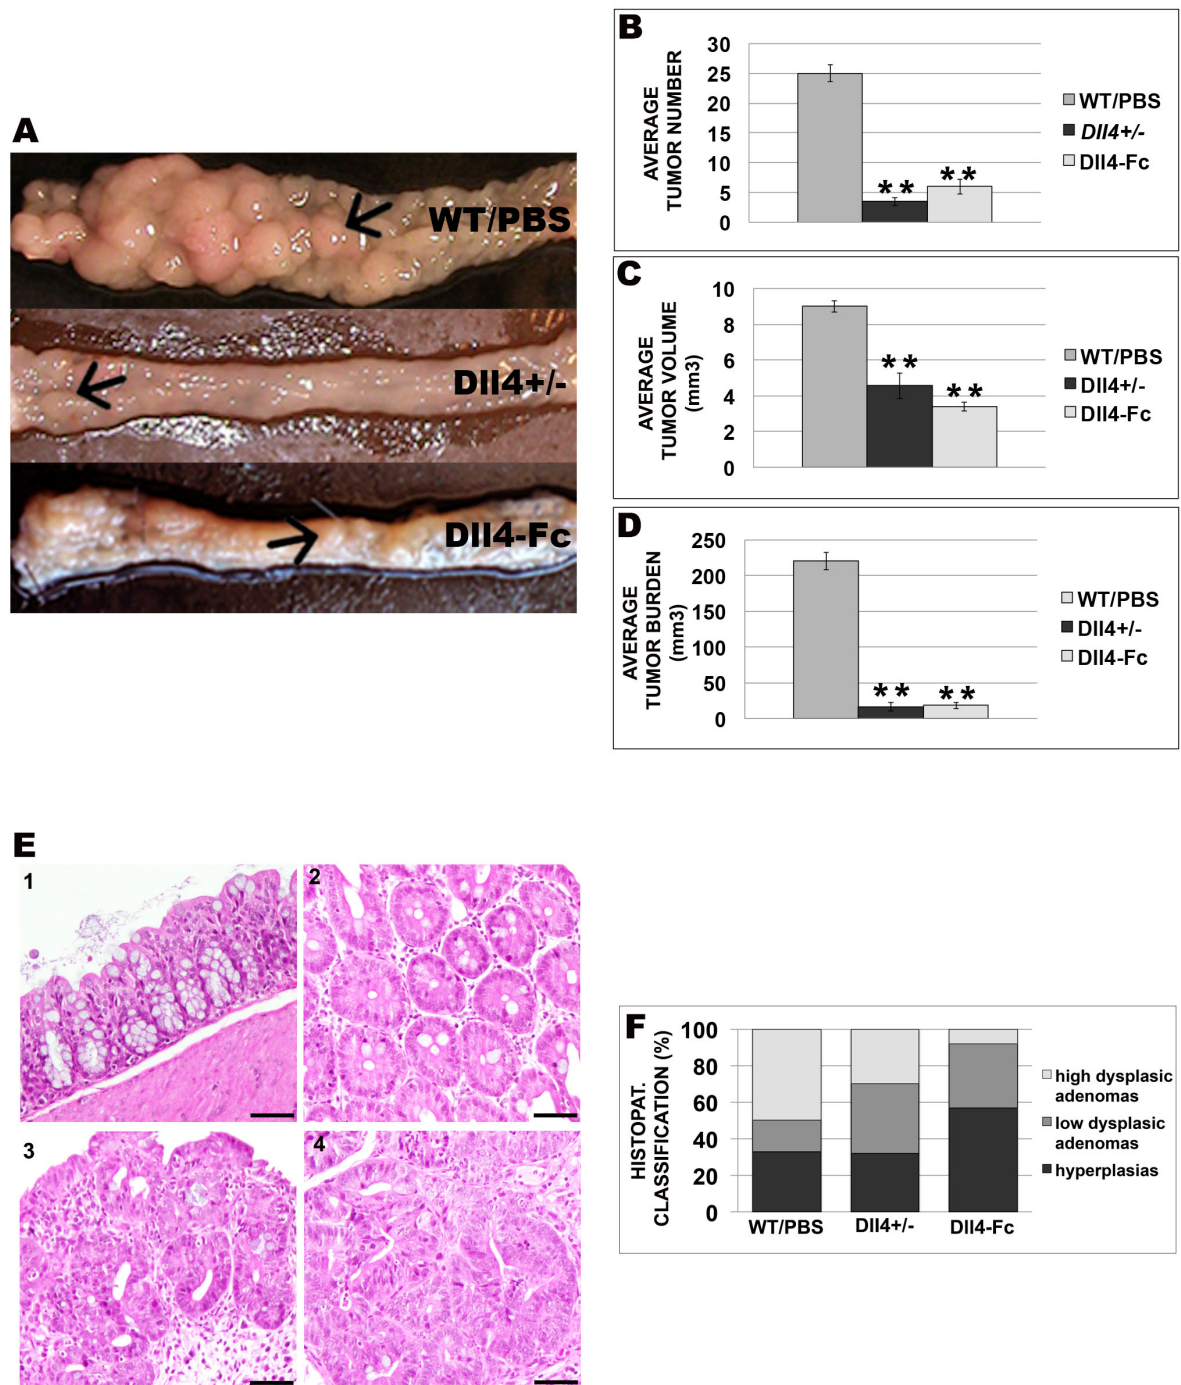 A
WT/PBS
Dll4+/-
Dll4-Fc
B
AVERAGE
TUMOR NUMBER
30
25
20
15
10
5
0
**
**
WT/PBS
Dll4+/-
Dll4-Fc
C
AVERAGE
TUMOR VOLUME
(mm3)
10
8
6
4
2
0
**
**
WT/PBS
Dll4+/-
Dll4-Fc
D
AVERAGE
TUMOR BURDEN
(mm3)
250
200
150
100
50
0
**
**
WT/PBS
Dll4+/-
Dll4-Fc
E
1
2
3
4
F
HISTOPAT.
CLASSIFICATION (%)
100
80
60
40
20
0
WT/PBS
Dll4+/-
Dll4-Fc
high dysplasic
adenomas
low dysplasic
adenomas
hyperplasias